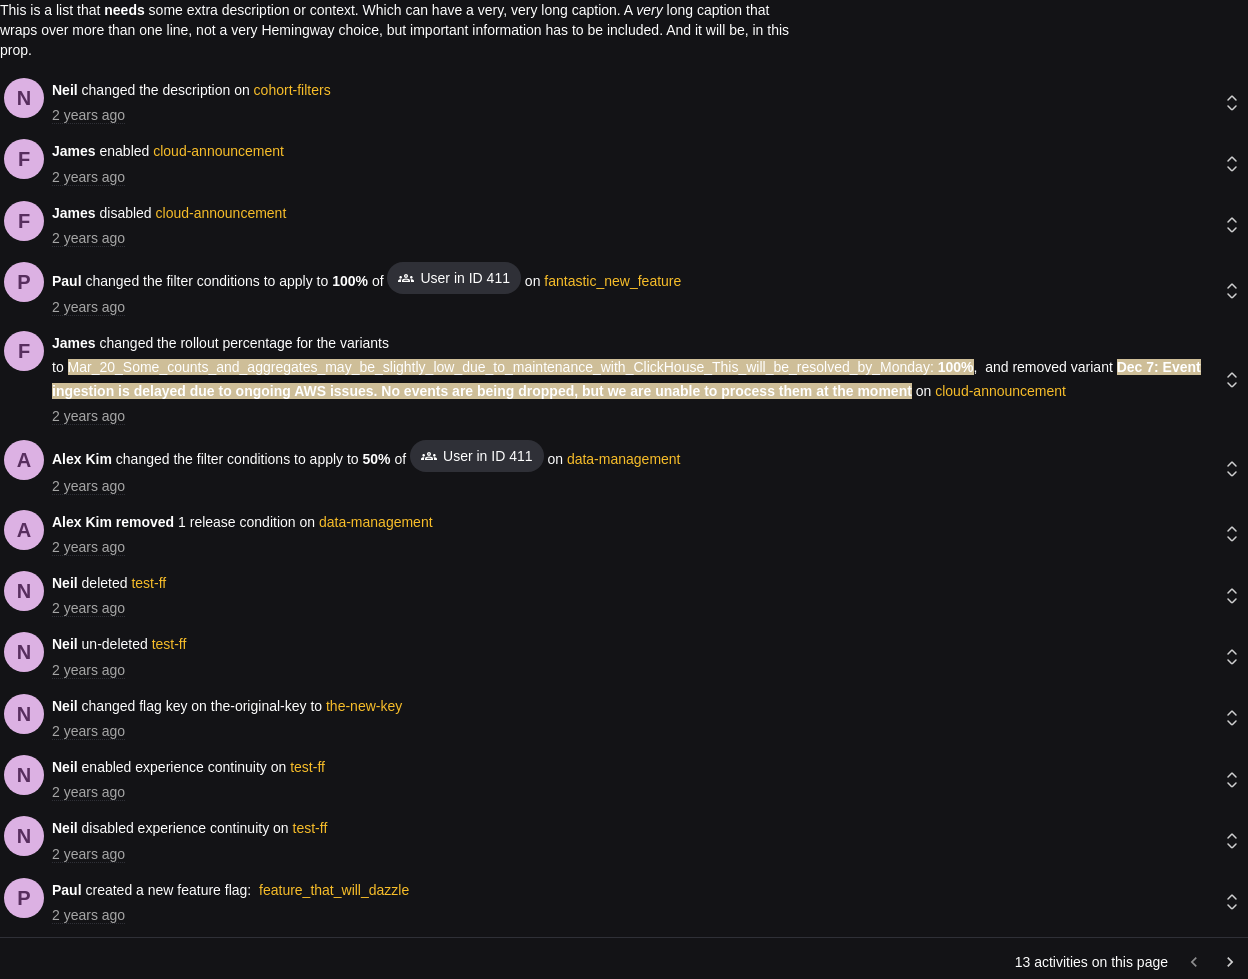 This is a list that needs some extra description or context. Which can have a very, very long caption. A very long caption that
wraps over more than one line, not a very Hemingway choice, but important information has to be included. And it will be, in this
prop.
N
Neil changed the description on cohort-filters
2 years ago
F
James enabled cloud-announcement
2 years ago
F
James disabled cloud-announcement
2 years ago
P
Paul changed the filter conditions to apply to 100% of User in ID 411 on fantastic_new_feature
2 years ago
F
James changed the rollout percentage for the variants
to Mar_20_Some_counts_and_aggregates_may_be_slightly_low_due_to_maintenance_with_ClickHouse_This_will_be_resolved_by_Monday: 100%, and removed variant Dec 7: Event
ingestion is delayed due to ongoing AWS issues. No events are being dropped, but we are unable to process them at the moment on cloud-announcement
2 years ago
A
Alex Kim changed the filter conditions to apply to 50% of User in ID 411 on data-management
2 years ago
A
Alex Kim removed 1 release condition on data-management
2 years ago
N
Neil deleted test-ff
2 years ago
N
Neil un-deleted test-ff
2 years ago
N
Neil changed flag key on the-original-key to the-new-key
2 years ago
N
Neil enabled experience continuity on test-ff
2 years ago
N
Neil disabled experience continuity on test-ff
2 years ago
P
Paul created a new feature flag: feature_that_will_dazzle
2 years ago
13 activities on this page